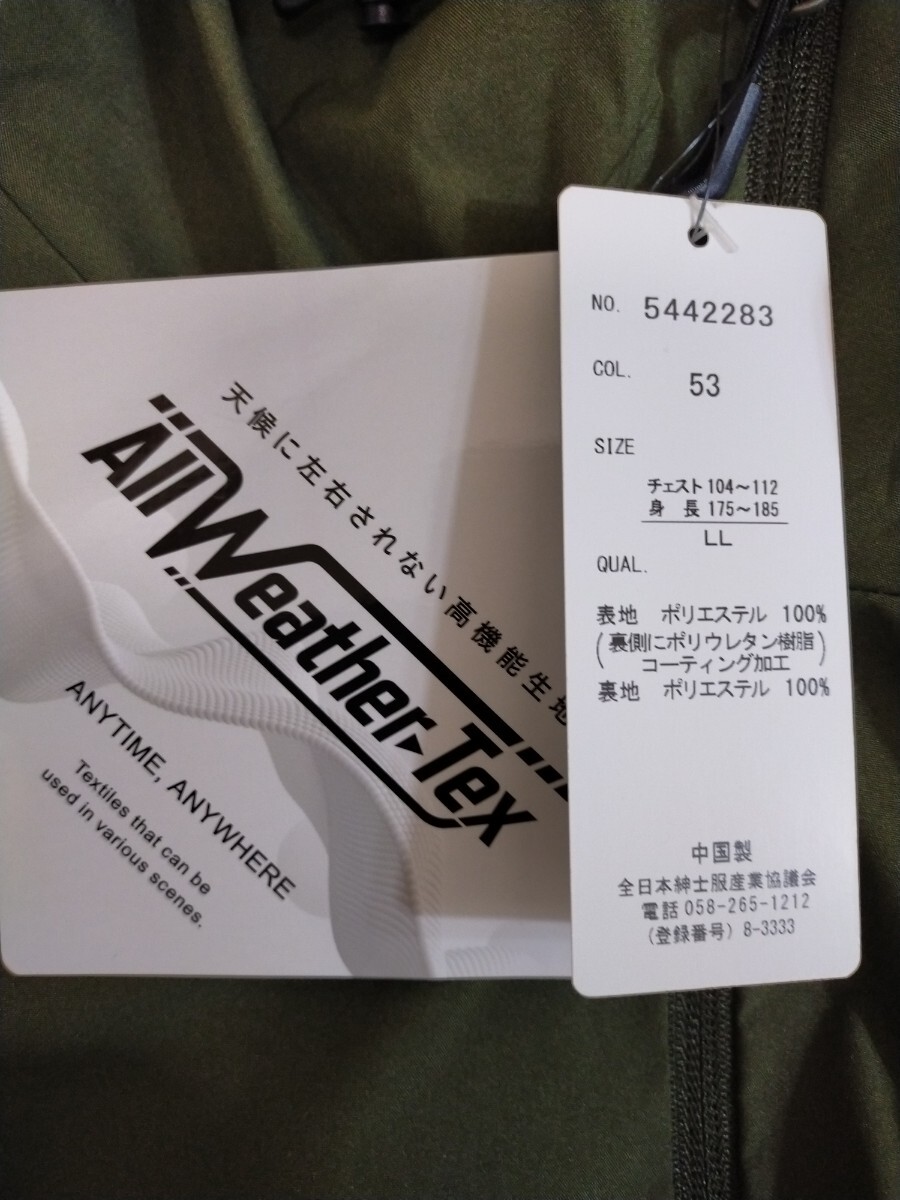 天候に左右されない高機能生地
All Weather Tex
ANYTIME, ANYWHERE
Textiles that can be
used in various scenes.
NO. 5442283
COL. 53
SIZE
チェスト 104〜112
身 長 175〜185
LL
QUAL.
表地 ポリエステル 100%
(裏側にポリウレタン樹脂
コーティング加工)
裏地 ポリエステル 100%
中国製
全日本紳士服産業協議会
電話 058-265-1212
(登録番号) 8-3333